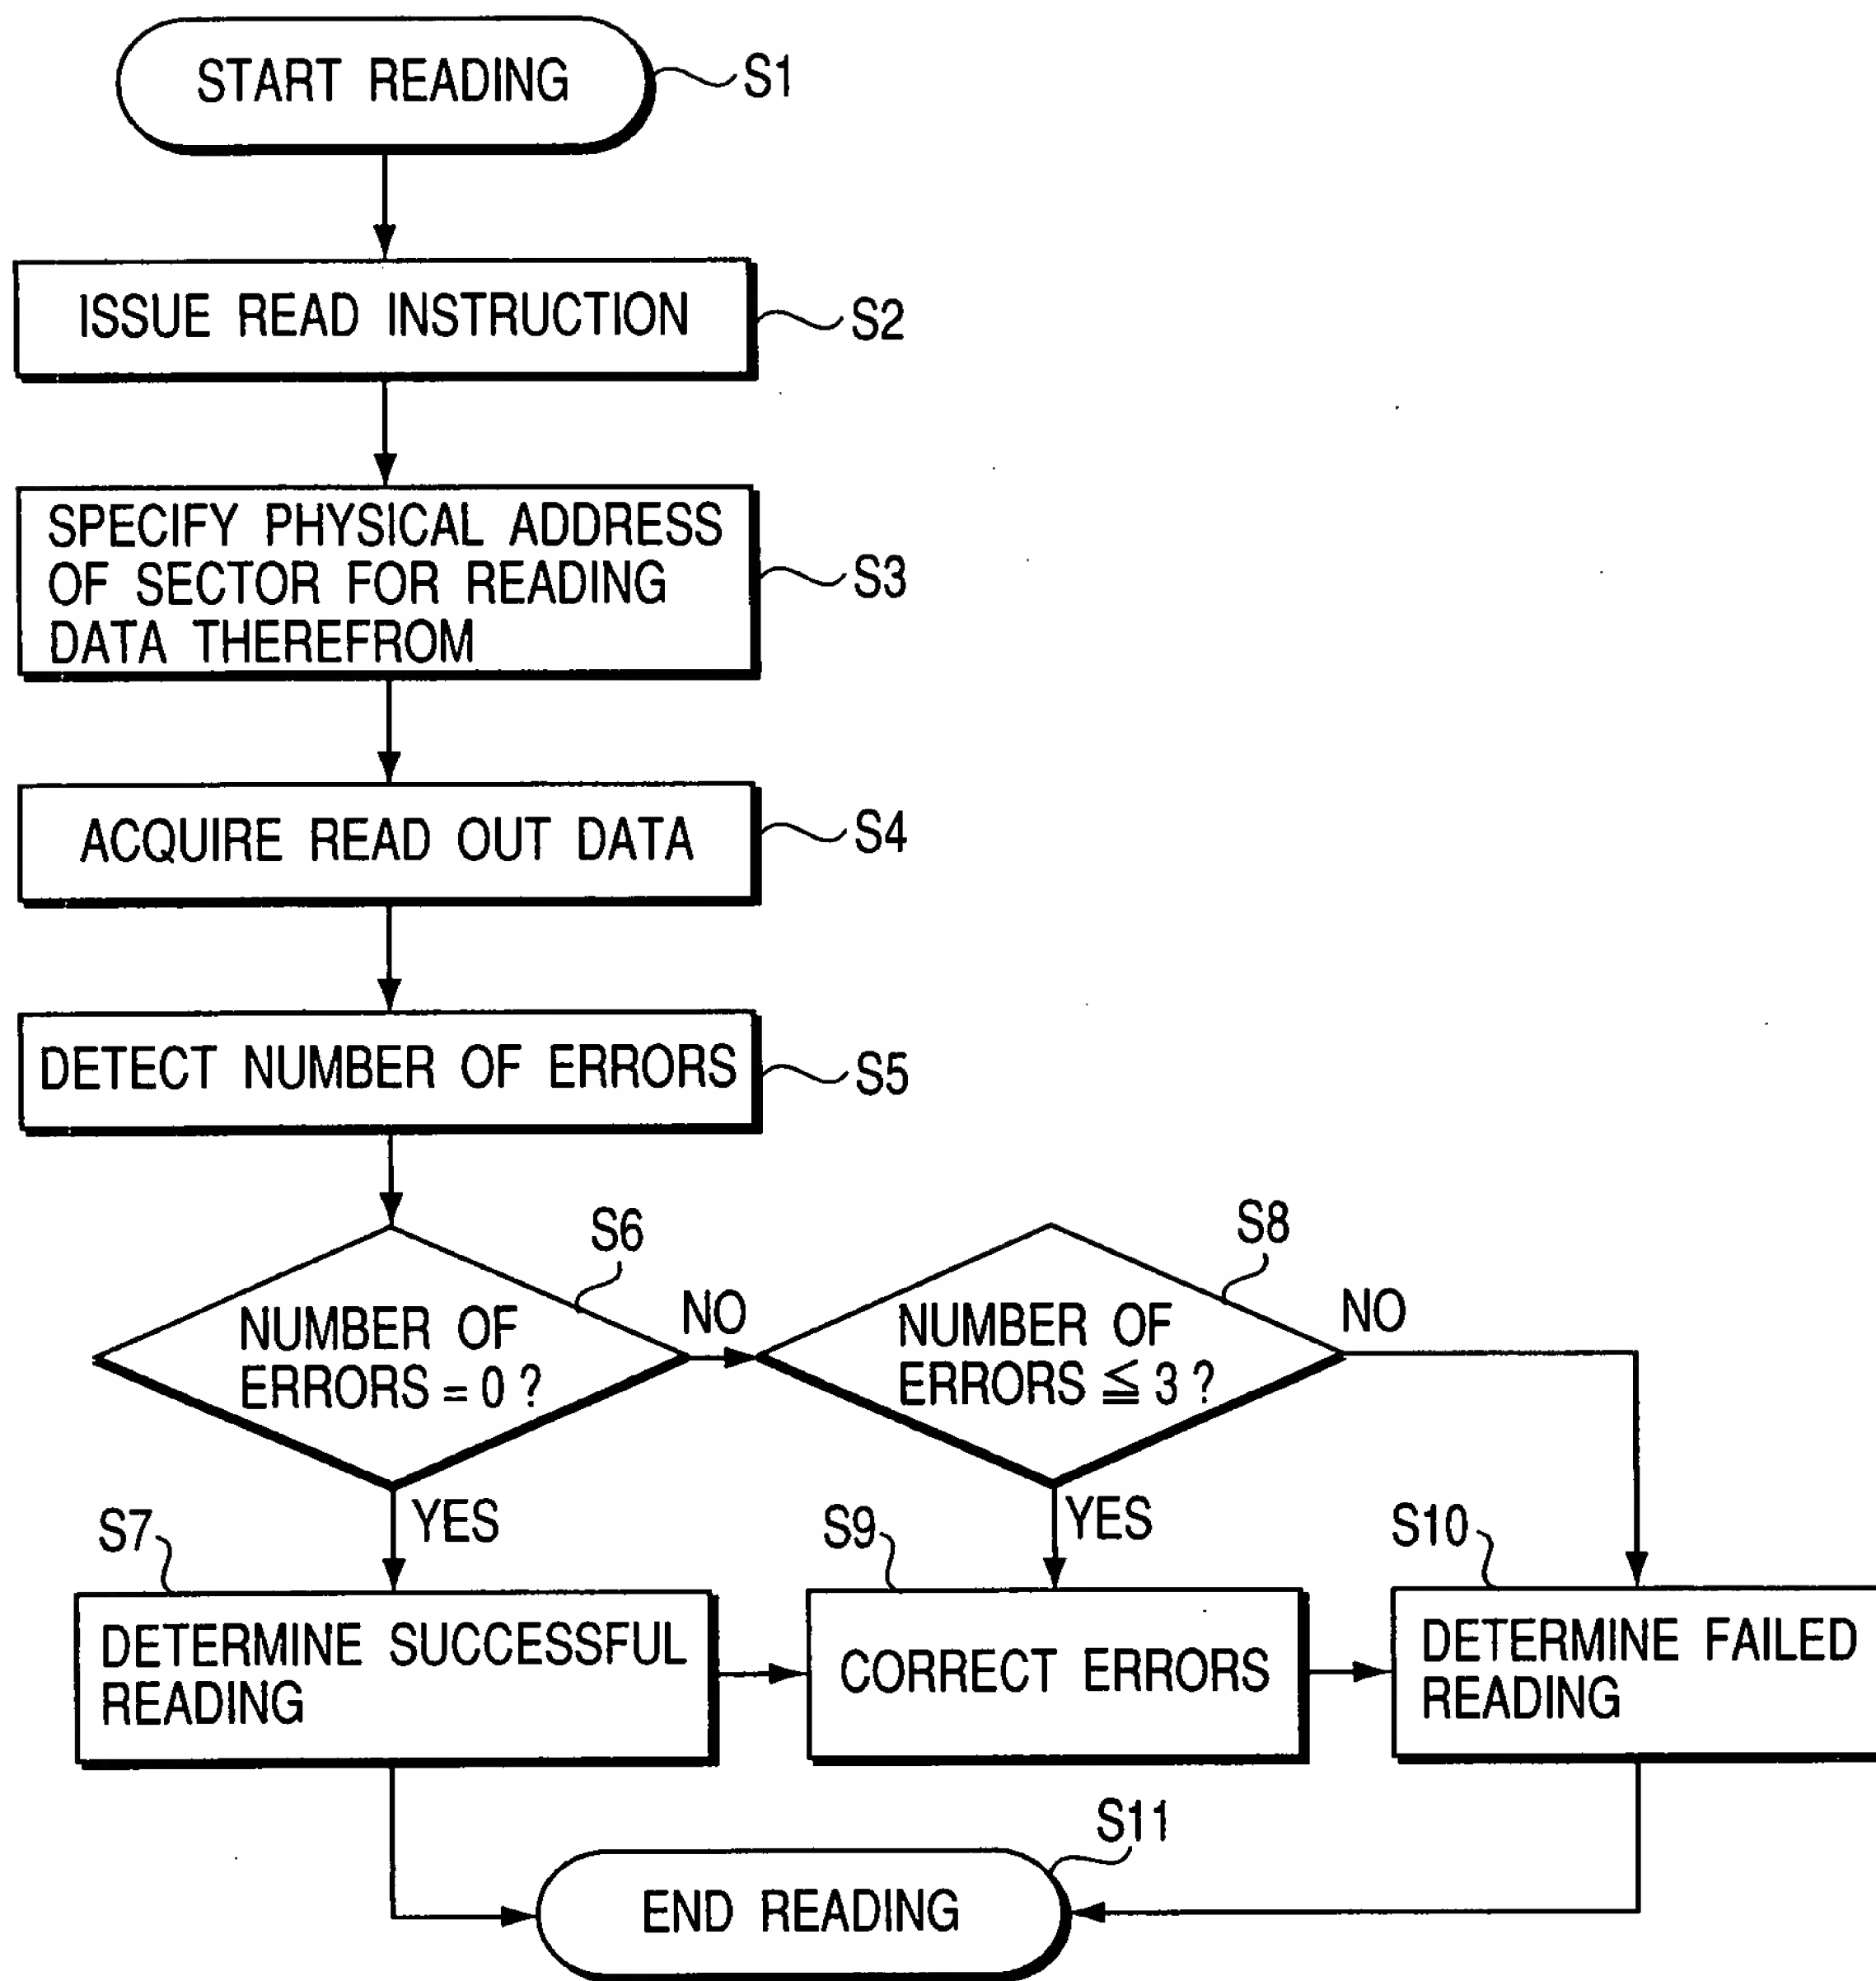 START READING
S1
ISSUE READ INSTRUCTION
S2
SPECIFY PHYSICAL ADDRESS
OF SECTOR FOR READING
DATA THEREFROM
S3
ACQUIRE READ OUT DATA
S4
DETECT NUMBER OF ERRORS
S5
S6
NUMBER OF
ERRORS = 0 ?
NO
YES
S8
NUMBER OF
ERRORS ≦ 3 ?
NO
YES
S7
DETERMINE SUCCESSFUL
READING
S9
CORRECT ERRORS
S10
DETERMINE FAILED
READING
S11
END READING